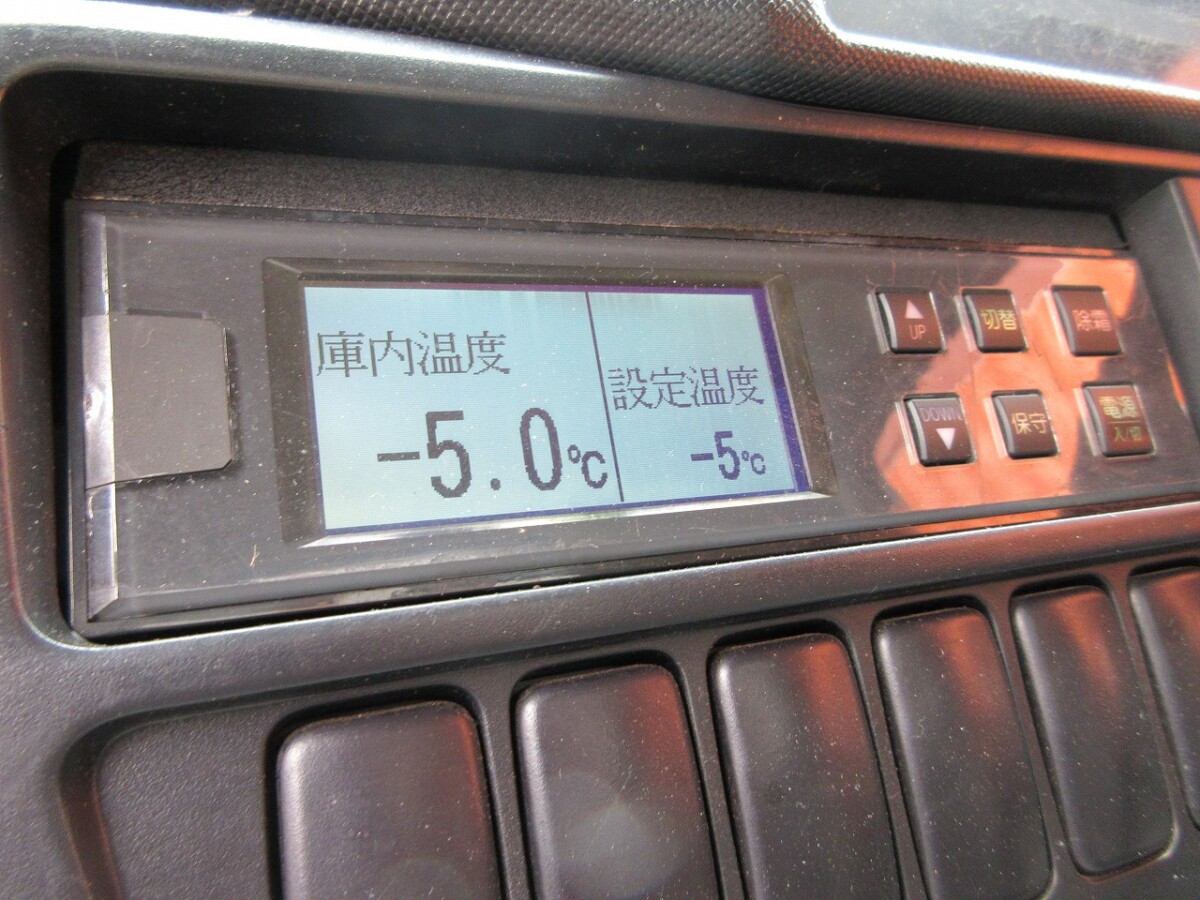 庫内温度
-5.0℃
設定温度
-5℃
▲
UP
切替
除霜
DOWN
▼
保守
電源
入/切